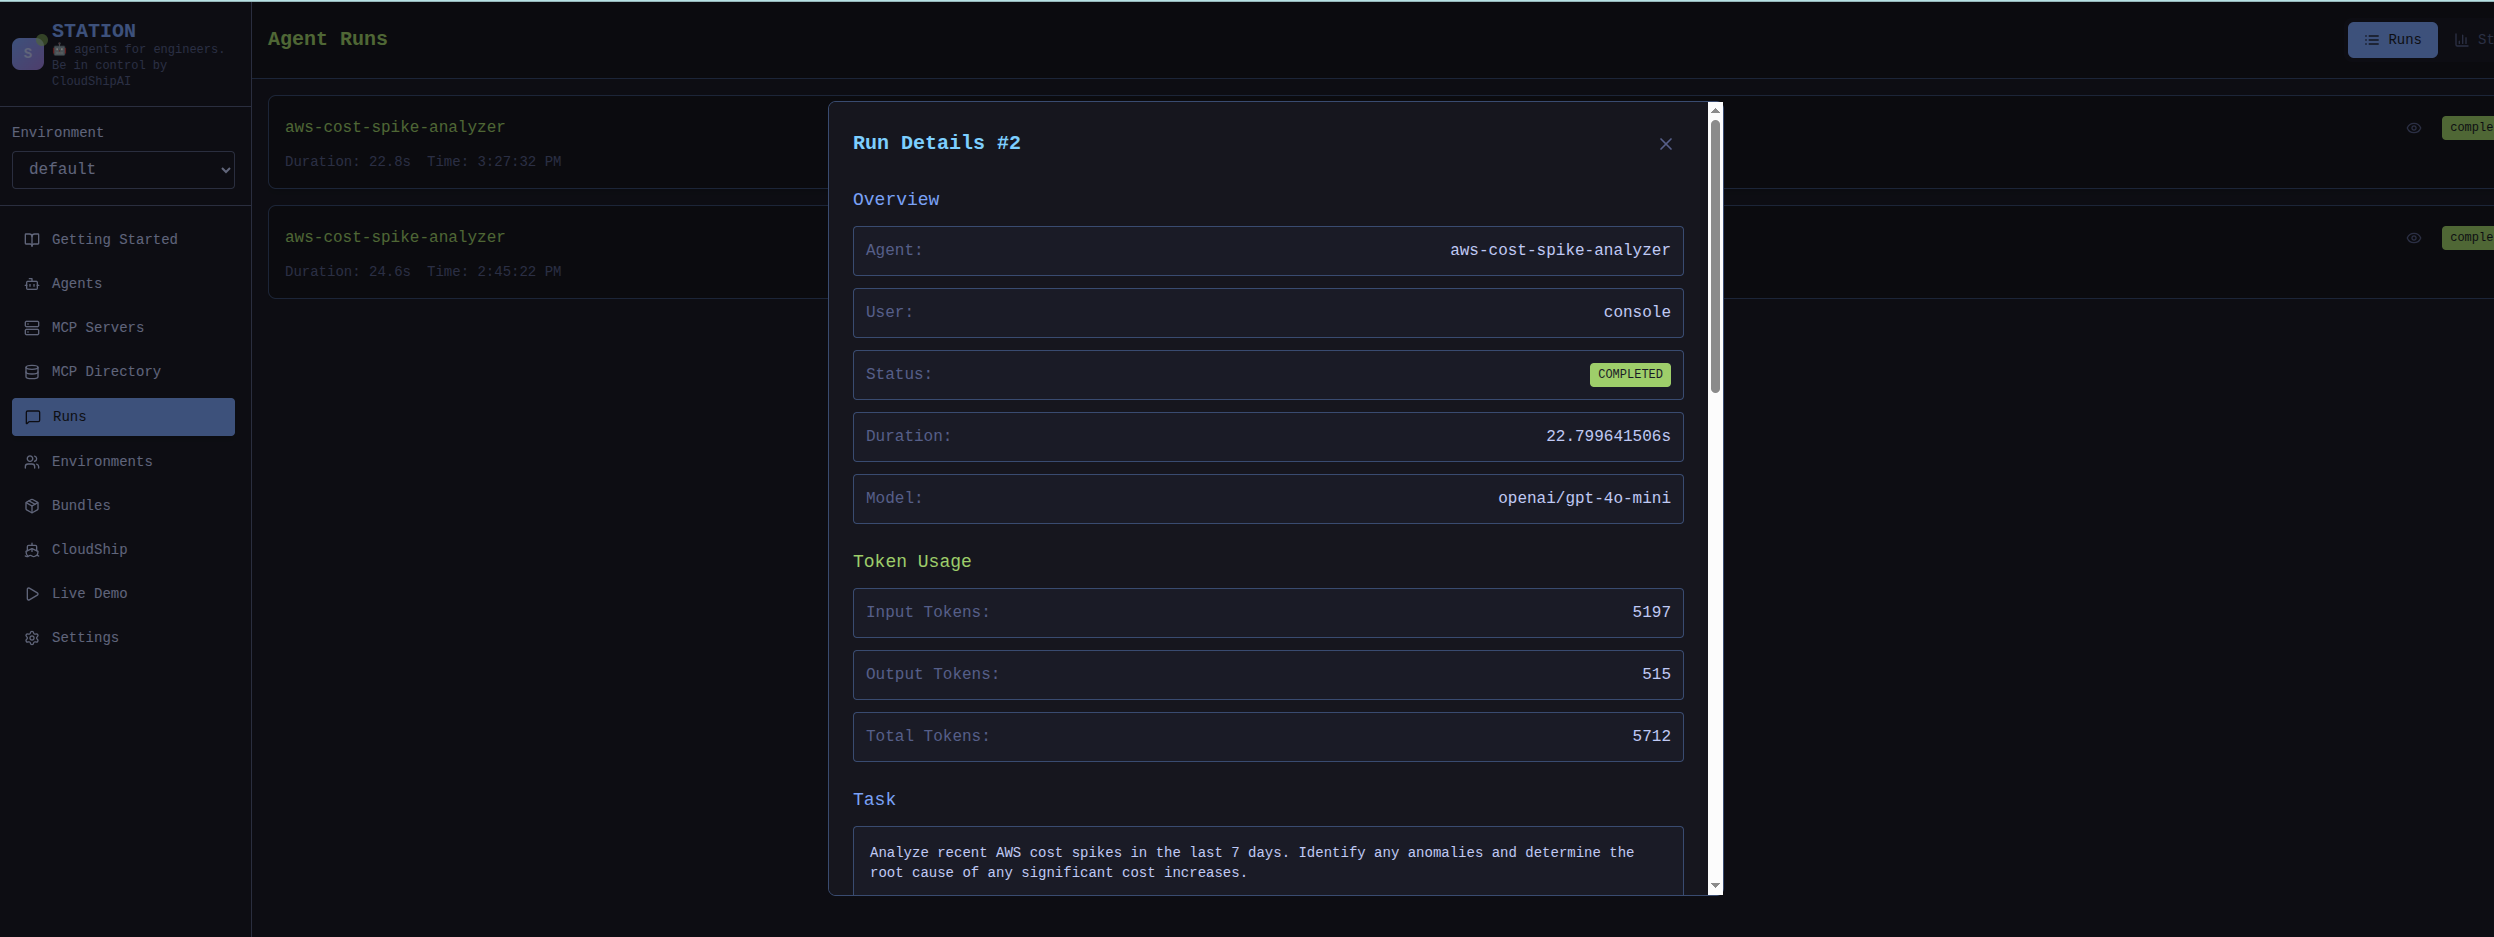 S
STATION
🤖 agents for engineers.
Be in control by
CloudShipAI
Environment
default
Getting Started
Agents
MCP Servers
MCP Directory
Runs
Environments
Bundles
CloudShip
Live Demo
Settings
Agent Runs
Runs
St
aws-cost-spike-analyzer
Duration: 22.8s Time: 3:27:32 PM
comple
aws-cost-spike-analyzer
Duration: 24.6s Time: 2:45:22 PM
comple
Run Details #2
Overview
Agent: aws-cost-spike-analyzer
User: console
Status: COMPLETED
Duration: 22.799641506s
Model: openai/gpt-4o-mini
Token Usage
Input Tokens: 5197
Output Tokens: 515
Total Tokens: 5712
Task
Analyze recent AWS cost spikes in the last 7 days. Identify any anomalies and determine the
root cause of any significant cost increases.